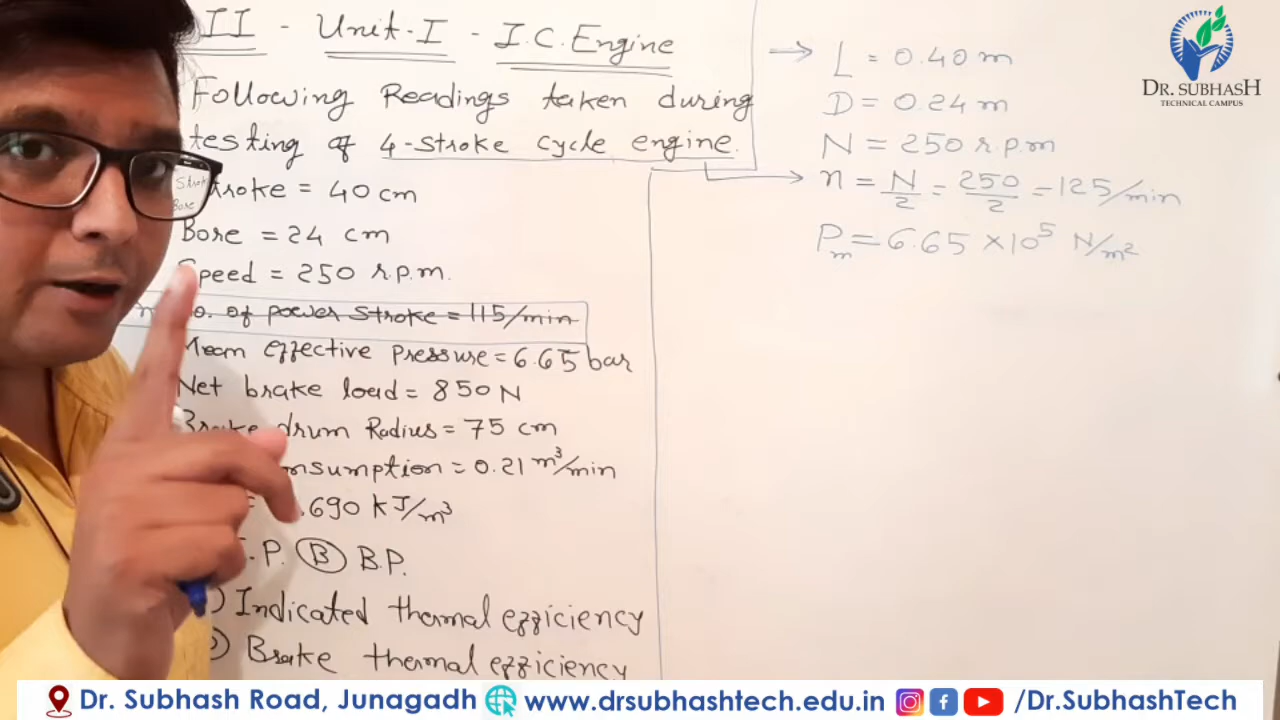 II - Unit-I - I.C. Engine
Following Readings taken during
testing of 4-stroke cycle engine.
Stroke = 40 cm
Bore = 24 cm
Speed = 250 r.p.m.
No. of power stroke = 115/min
Mean effective pressure = 6.65 bar
Net brake load = 850 N
Brake drum Radius = 75 cm
= 0.21 m³/min
690 kJ/m³
I.P. (B) B.P.
Indicated thermal efficiency
Brake thermal efficiency
→ L = 0.40 m
D = 0.24 m
N = 250 r.p.m
n = N/2 = 250/2 = 125/min
Pm = 6.65 × 10⁵ N/m²
DR. SUBHASH
TECHNICAL CAMPUS
Dr. Subhash Road, Junagadh www.drsubhashtech.edu.in /Dr.SubhashTech